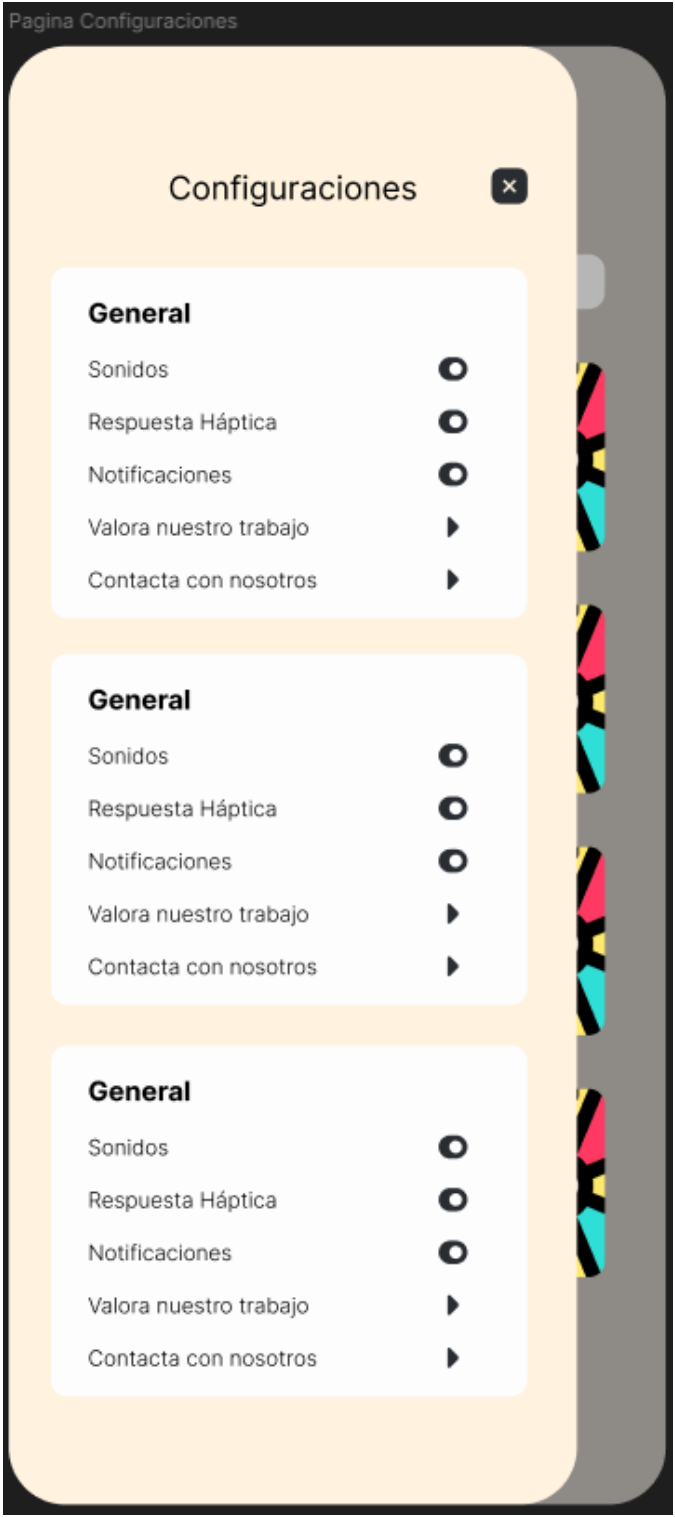 Pagina Configuraciones
Configuraciones
General
Sonidos
Respuesta Háptica
Notificaciones
Valora nuestro trabajo
Contacta con nosotros
General
Sonidos
Respuesta Háptica
Notificaciones
Valora nuestro trabajo
Contacta con nosotros
General
Sonidos
Respuesta Háptica
Notificaciones
Valora nuestro trabajo
Contacta con nosotros